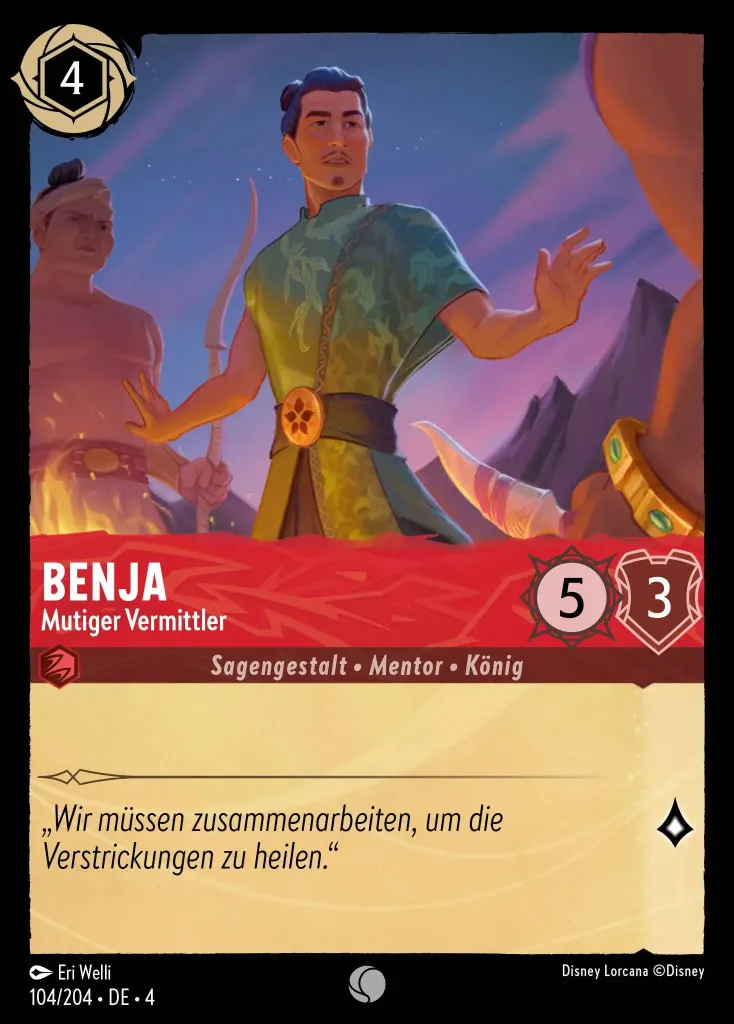 4
BENJA
Mutiger Vermittler
5
3
Sagengestalt • Mentor • König
„Wir müssen zusammenarbeiten, um die
Verstrickungen zu heilen.“
Eri Welli
Disney Lorcana ©Disney
104/204 • DE • 4